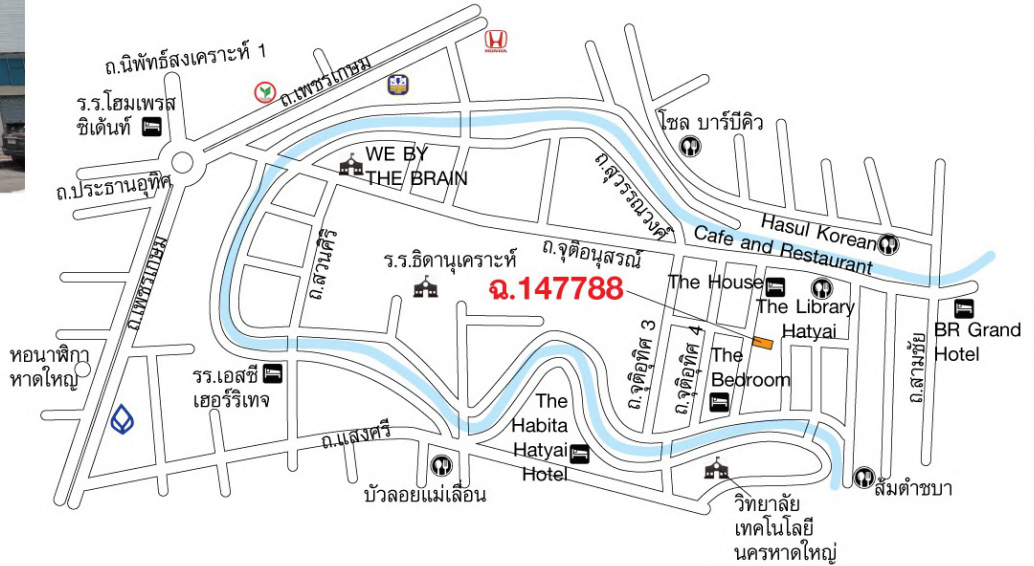 ถ.นิพัทธ์สงเคราะห์ 1
ถ.เพชรเกษม
HONDA
ร.ร.โฮมเพรส
ซิเด้นท์
โซล บาร์บีคิว
WE BY
THE BRAIN
ถ.ประธานอุทิศ
ถ.สุวรรณวงศ์
Hasul Korean
Cafe and Restaurant
ถ.สวนศิริ
ร.ร.ธิดานุเคราะห์
ถ.จุติอนุสรณ์
ถ.เพชรเกษม
ฉ.147788
The House
The Library
Hatyai
BR Grand
Hotel
หอนาฬิกา
หาดใหญ่
รร.เอสซี
เฮอร์ริเทจ
ถ.จุติอุทิศ 3
ถ.จุติอุทิศ 4
The
Bedroom
ถ.สามชัย
The
Habita
Hatyai
Hotel
ถ.แสงศรี
บัวลอยแม่เลื่อน
ส้มตำชบา
วิทยาลัย
เทคโนโลยี
นครหาดใหญ่